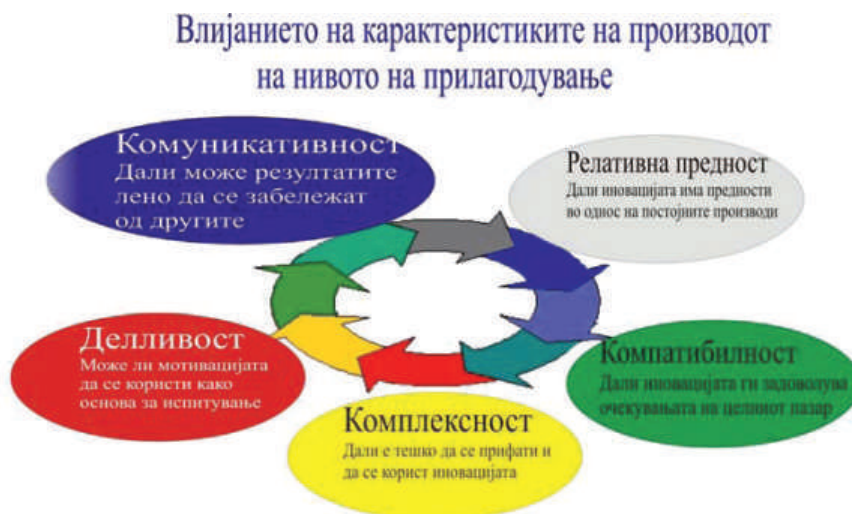 Влијанието на карактеристиките на производот
на нивото на прилагодување
Комуникативност
Дали може резултатите
лено да се забележат
од другите
Релативна предност
Дали иновацијата има предности
во однос на постојните производи
Делливост
Може ли мотивацијата
да се користи како
основа за испитување
Компатибилност
Дали иновацијата ги задоволува
очекувањата на целниот пазар
Комплексност
Дали е тешко да се прифати и
да се корист иновацијата